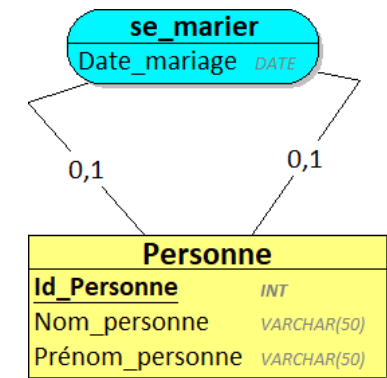 se_marier
Date_mariage DATE
0,1
0,1
Personne
Id_Personne INT
Nom_personne VARCHAR(50)
Prénom_personne VARCHAR(50)